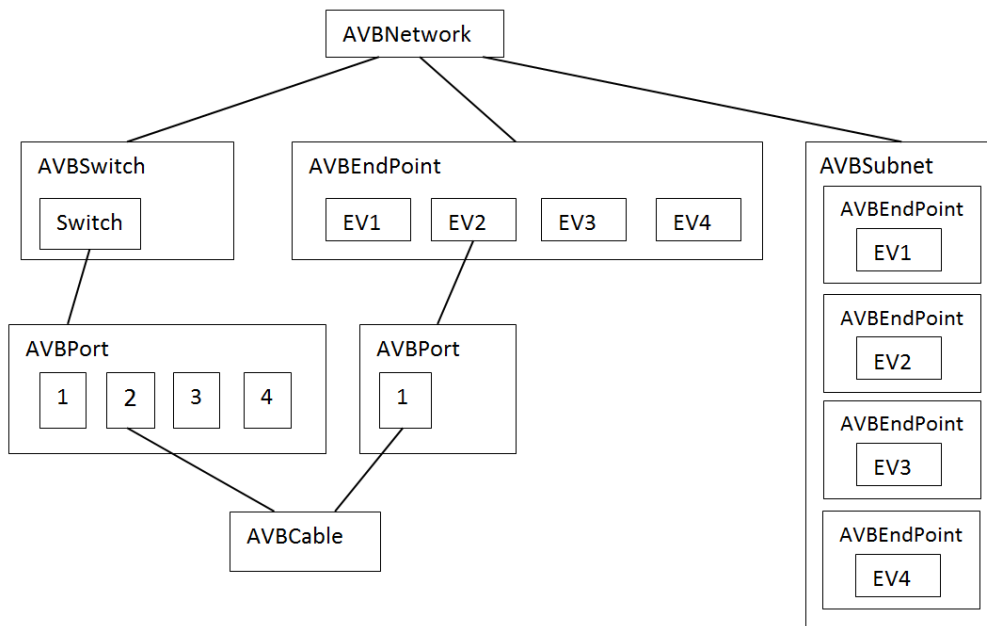 AVBNetwork
AVBSwitch
Switch
AVBEndPoint
EV1
EV2
EV3
EV4
AVBSubnet
AVBEndPoint
EV1
AVBEndPoint
EV2
AVBEndPoint
EV3
AVBEndPoint
EV4
AVBPort
1
2
3
4
AVBPort
1
AVBCable